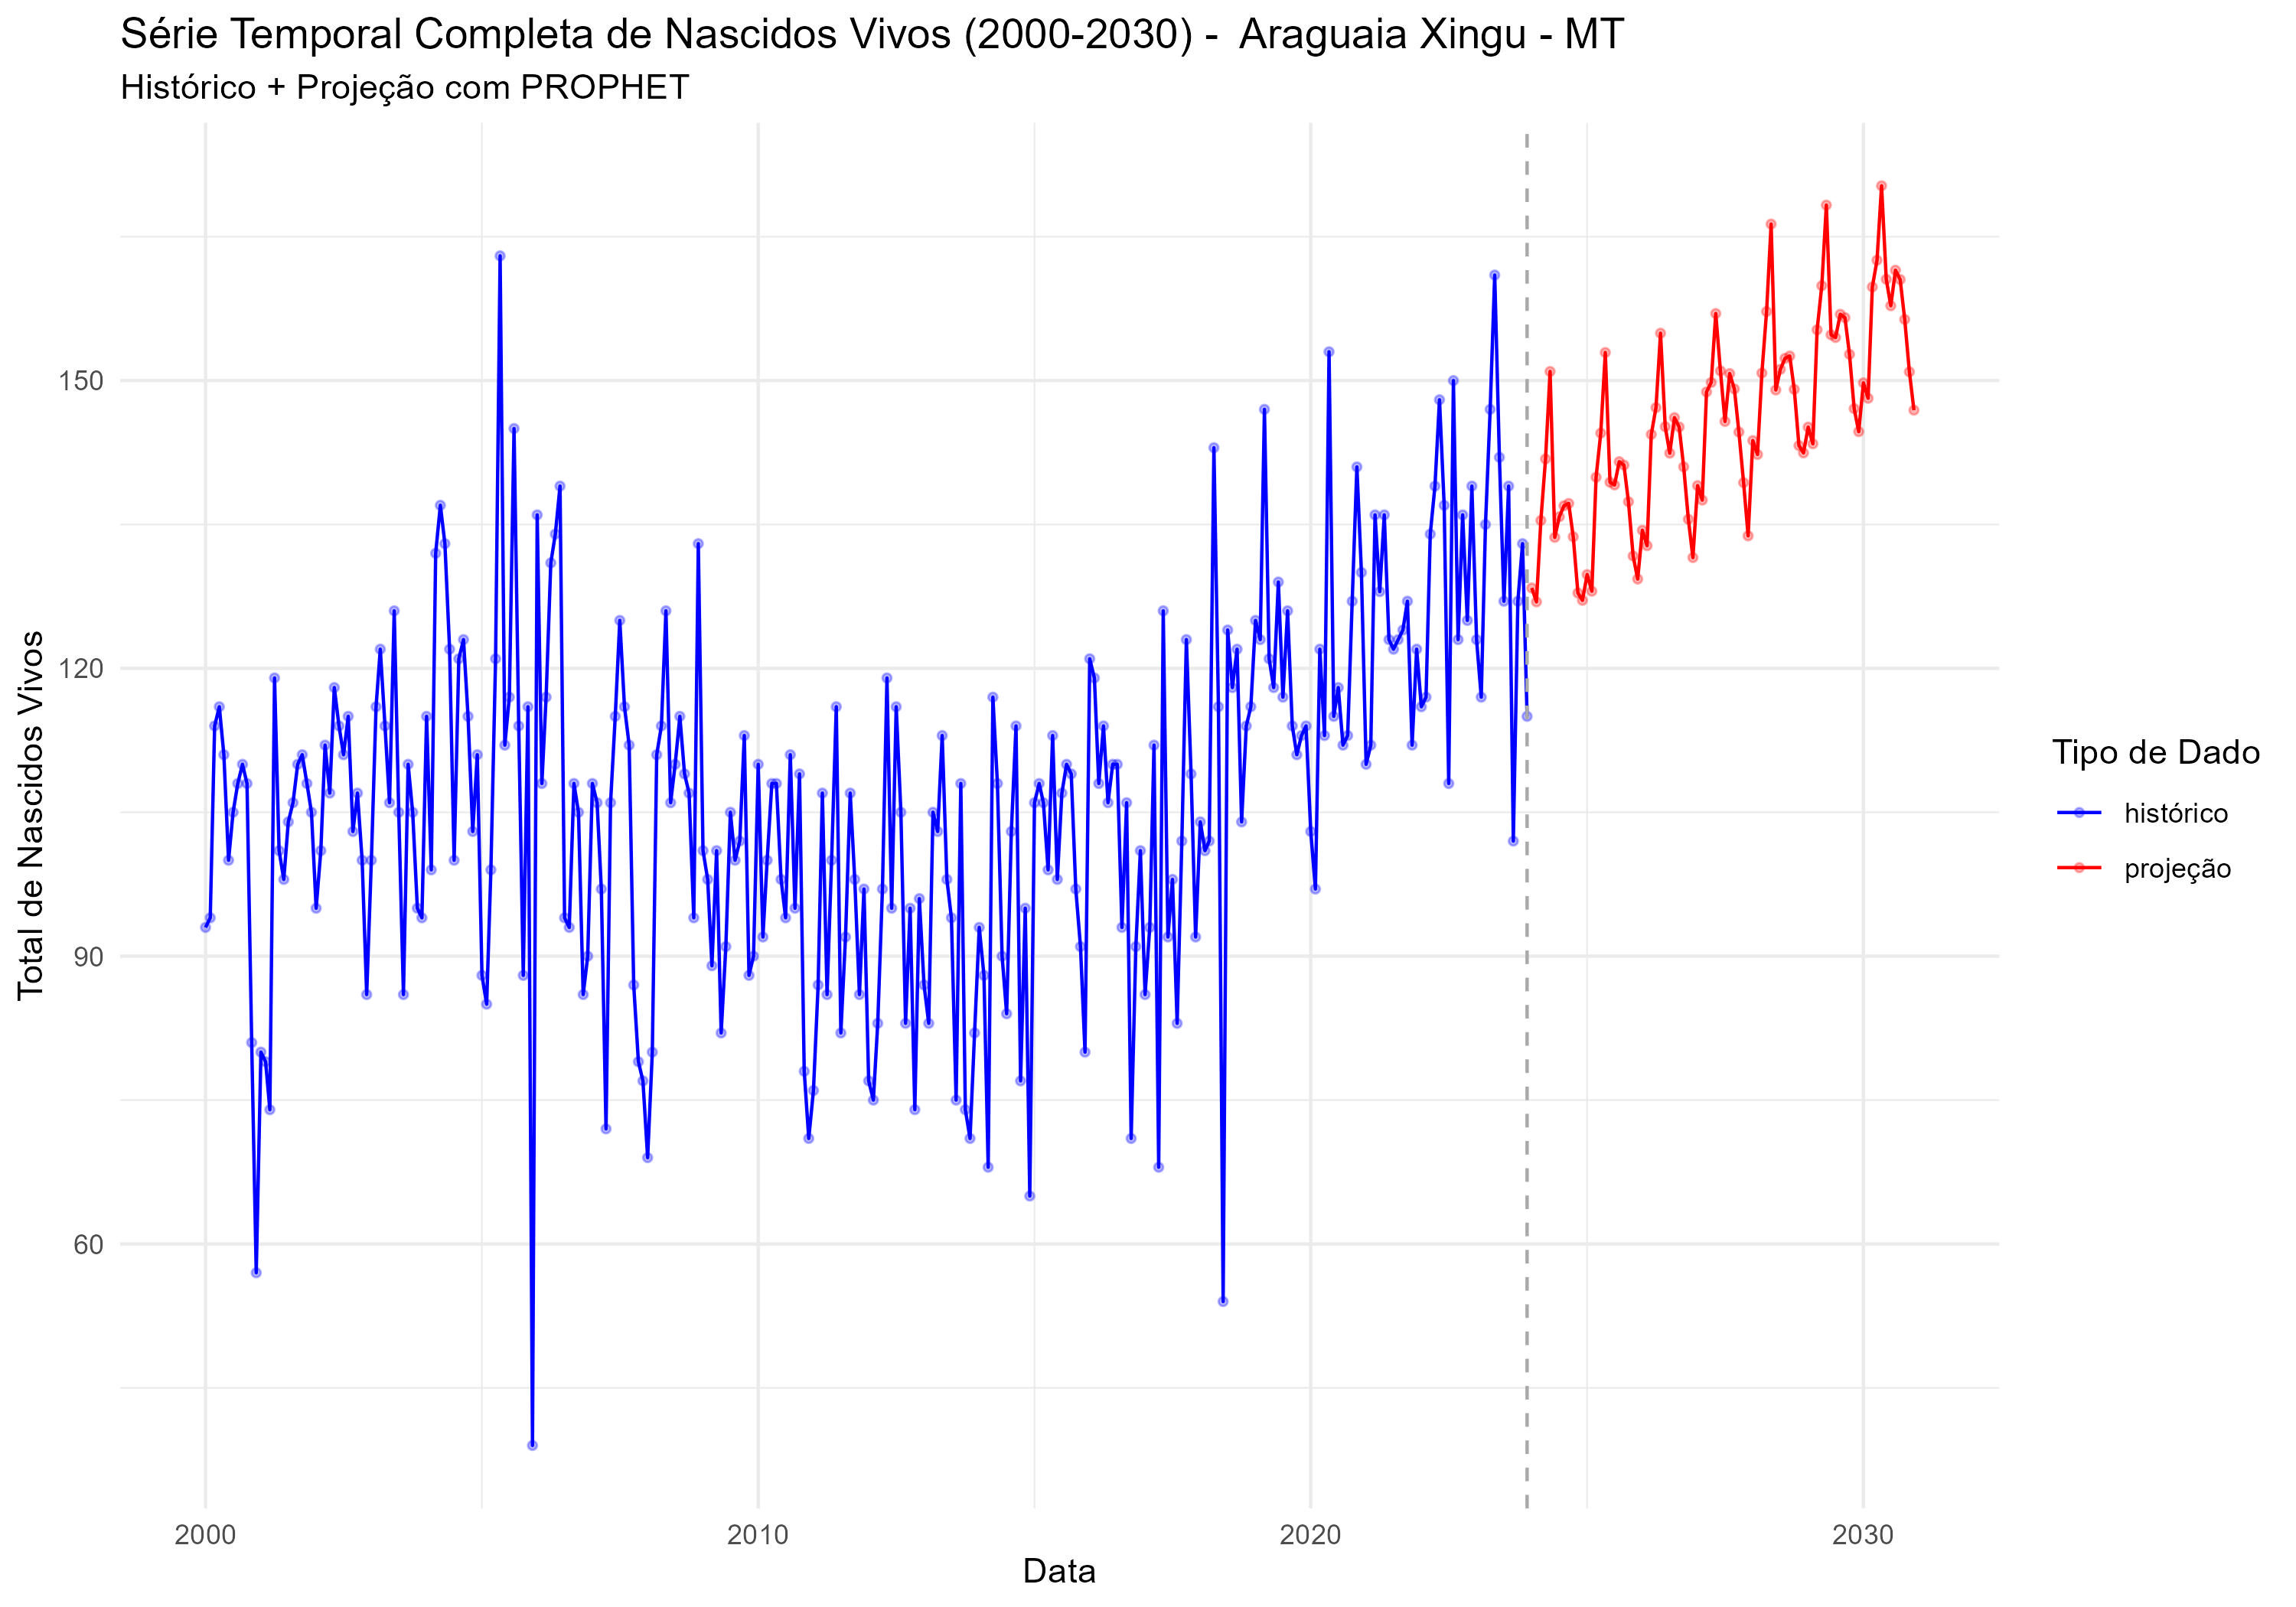 Série Temporal Completa de Nascidos Vivos (2000-2030) -  Araguaia Xingu - MT
Histórico + Projeção com PROPHET
Total de Nascidos Vivos
150
120
90
60
2000
2010
2020
2030
Data
Tipo de Dado
histórico
projeção